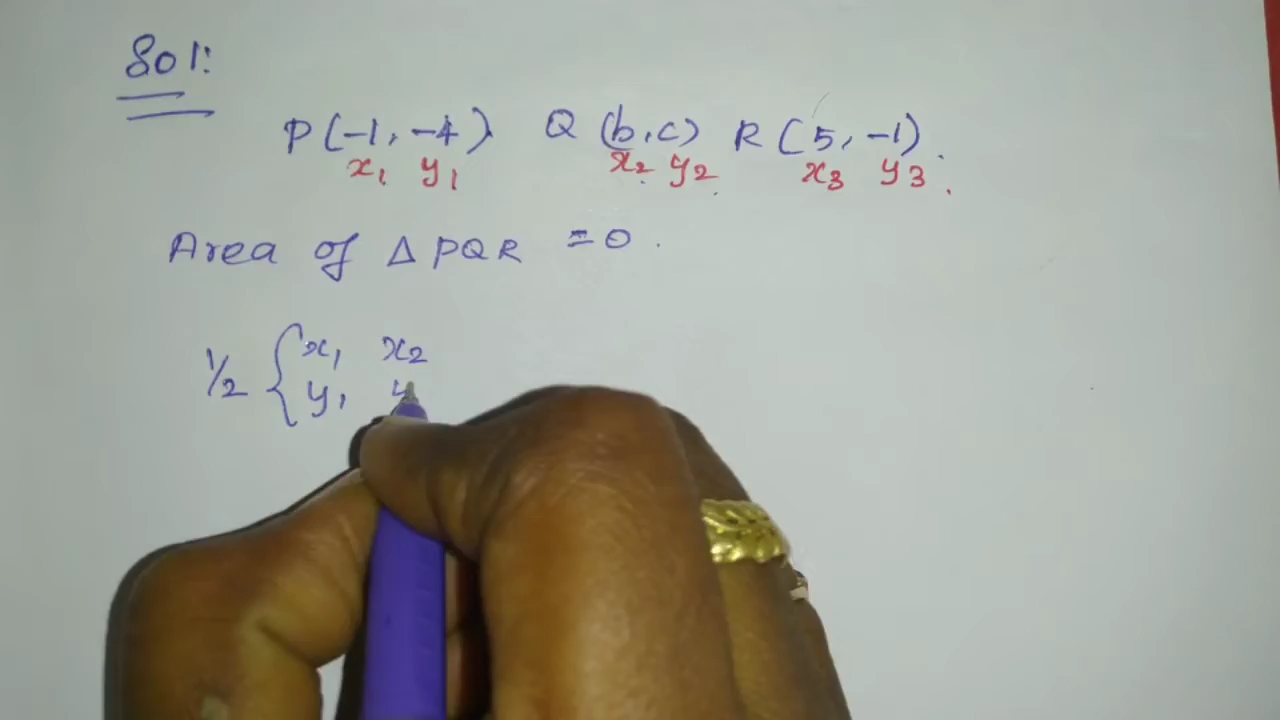 Sol:
P(-1, -4) Q (b, c) R (5, -1).
x₁ y₁ x₂ y₂ x₃ y₃.
Area of Δ PQR = 0.
1/2 { x₁ x₂
y₁ y